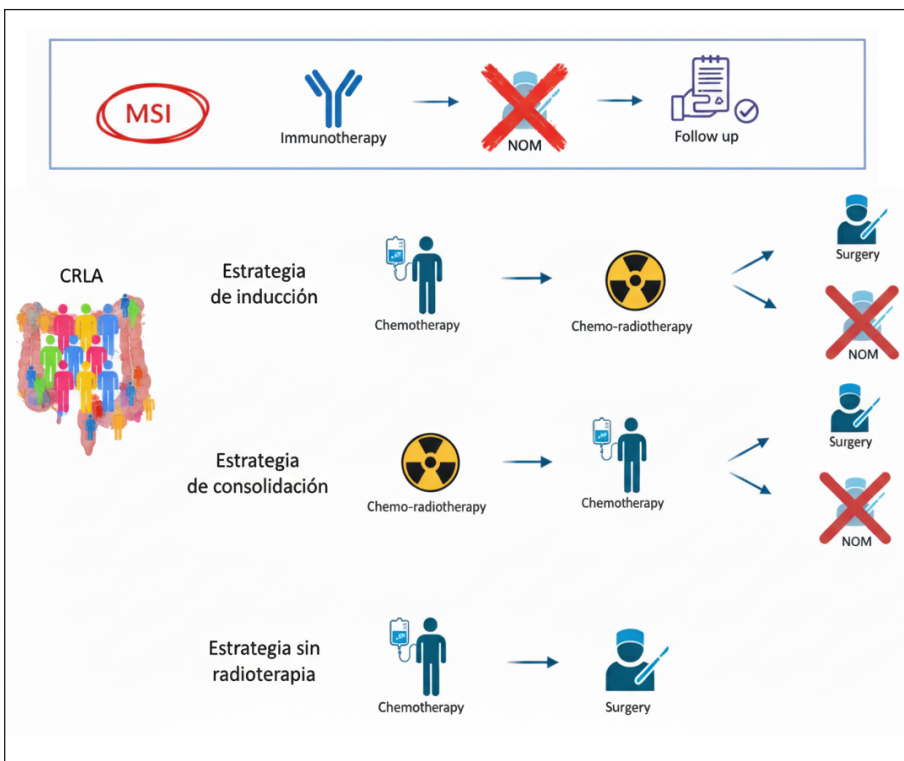 MSI
Immunotherapy
NOM
Follow up
CRLA
Estrategia
de inducción
Chemotherapy
Chemo-radiotherapy
Surgery
NOM
Estrategia
de consolidación
Chemo-radiotherapy
Chemotherapy
Surgery
NOM
Estrategia sin
radioterapia
Chemotherapy
Surgery